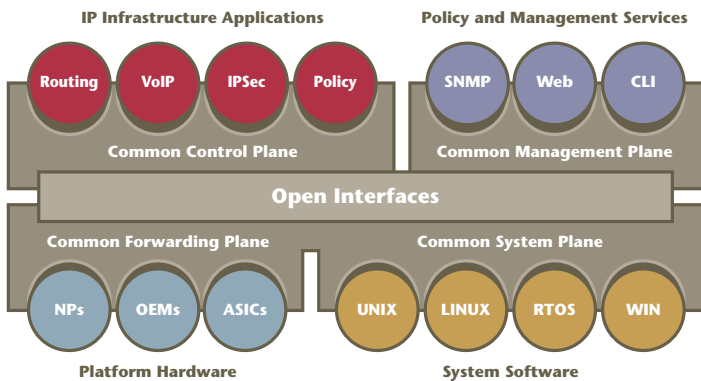 IP Infrastructure Applications
Policy and Management Services
Routing
VoIP
IPSec
Policy
SNMP
Web
CLI
Common Control Plane
Common Management Plane
Open Interfaces
Common Forwarding Plane
Common System Plane
NPs
OEMs
ASICs
UNIX
LINUX
RTOS
WIN
Platform Hardware
System Software